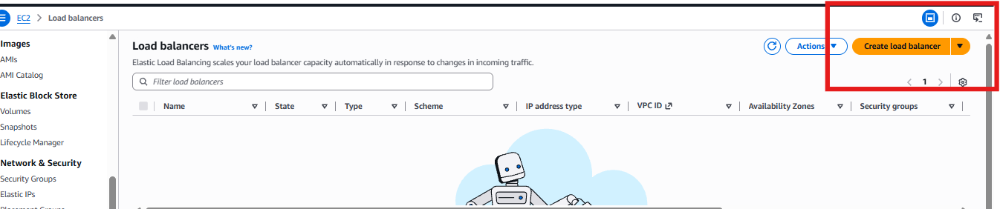 EC2 > Load balancers
Images
AMIs
AMI Catalog
Elastic Block Store
Volumes
Snapshots
Lifecycle Manager
Network & Security
Security Groups
Elastic IPs
Load balancers What's new?
Actions
Create load balancer
Elastic Load Balancing scales your load balancer capacity automatically in response to changes in incoming traffic.
Filter load balancers
1
Name State Type Scheme IP address type VPC ID Availability Zones Security groups